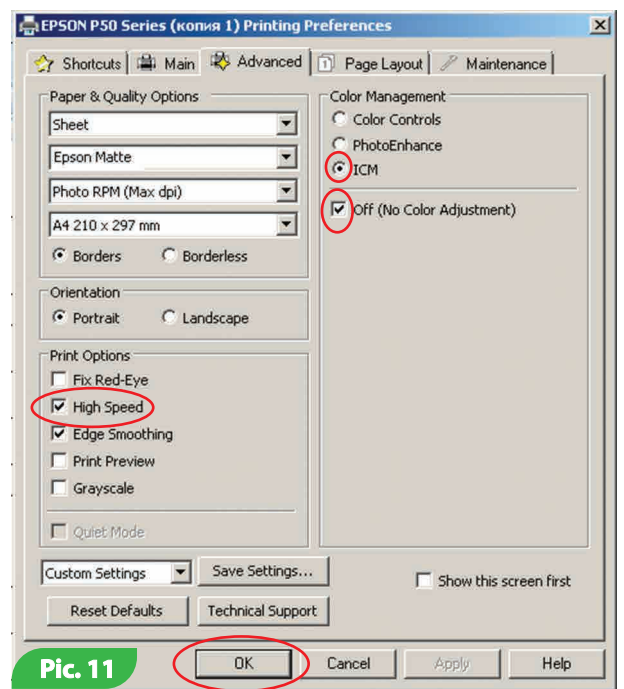 EPSON P50 Series (копия 1) Printing Preferences
Shortcuts Main Advanced Page Layout Maintenance
Paper & Quality Options
Sheet
Epson Matte
Photo RPM (Max dpi)
A4 210 x 297 mm
Borders Borderless
Orientation
Portrait Landscape
Print Options
Fix Red-Eye
High Speed
Edge Smoothing
Print Preview
Grayscale
Quiet Mode
Color Management
Color Controls
PhotoEnhance
ICM
Off (No Color Adjustment)
Custom Settings Save Settings...
Show this screen first
Reset Defaults Technical Support
OK Cancel Apply Help
Pic. 11